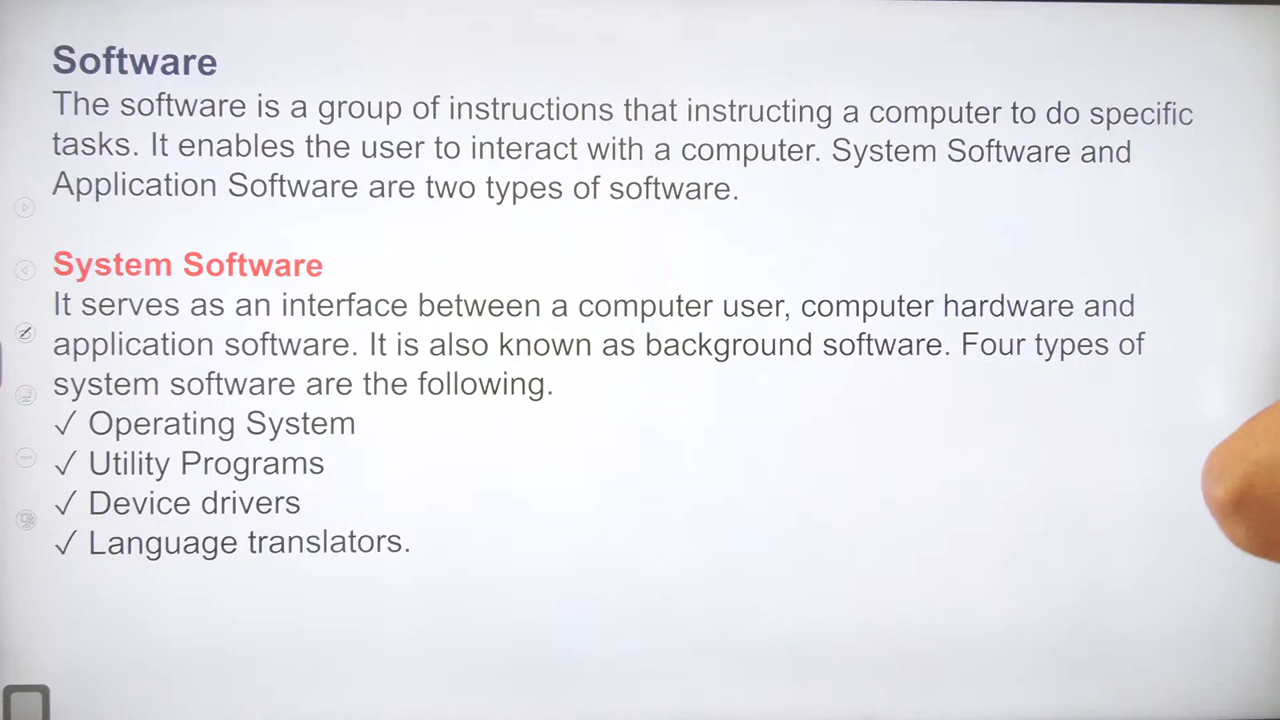 Software
The software is a group of instructions that instructing a computer to do specific
tasks. It enables the user to interact with a computer. System Software and
Application Software are two types of software.
System Software
It serves as an interface between a computer user, computer hardware and
application software. It is also known as background software. Four types of
system software are the following.
✓ Operating System
✓ Utility Programs
✓ Device drivers
✓ Language translators.